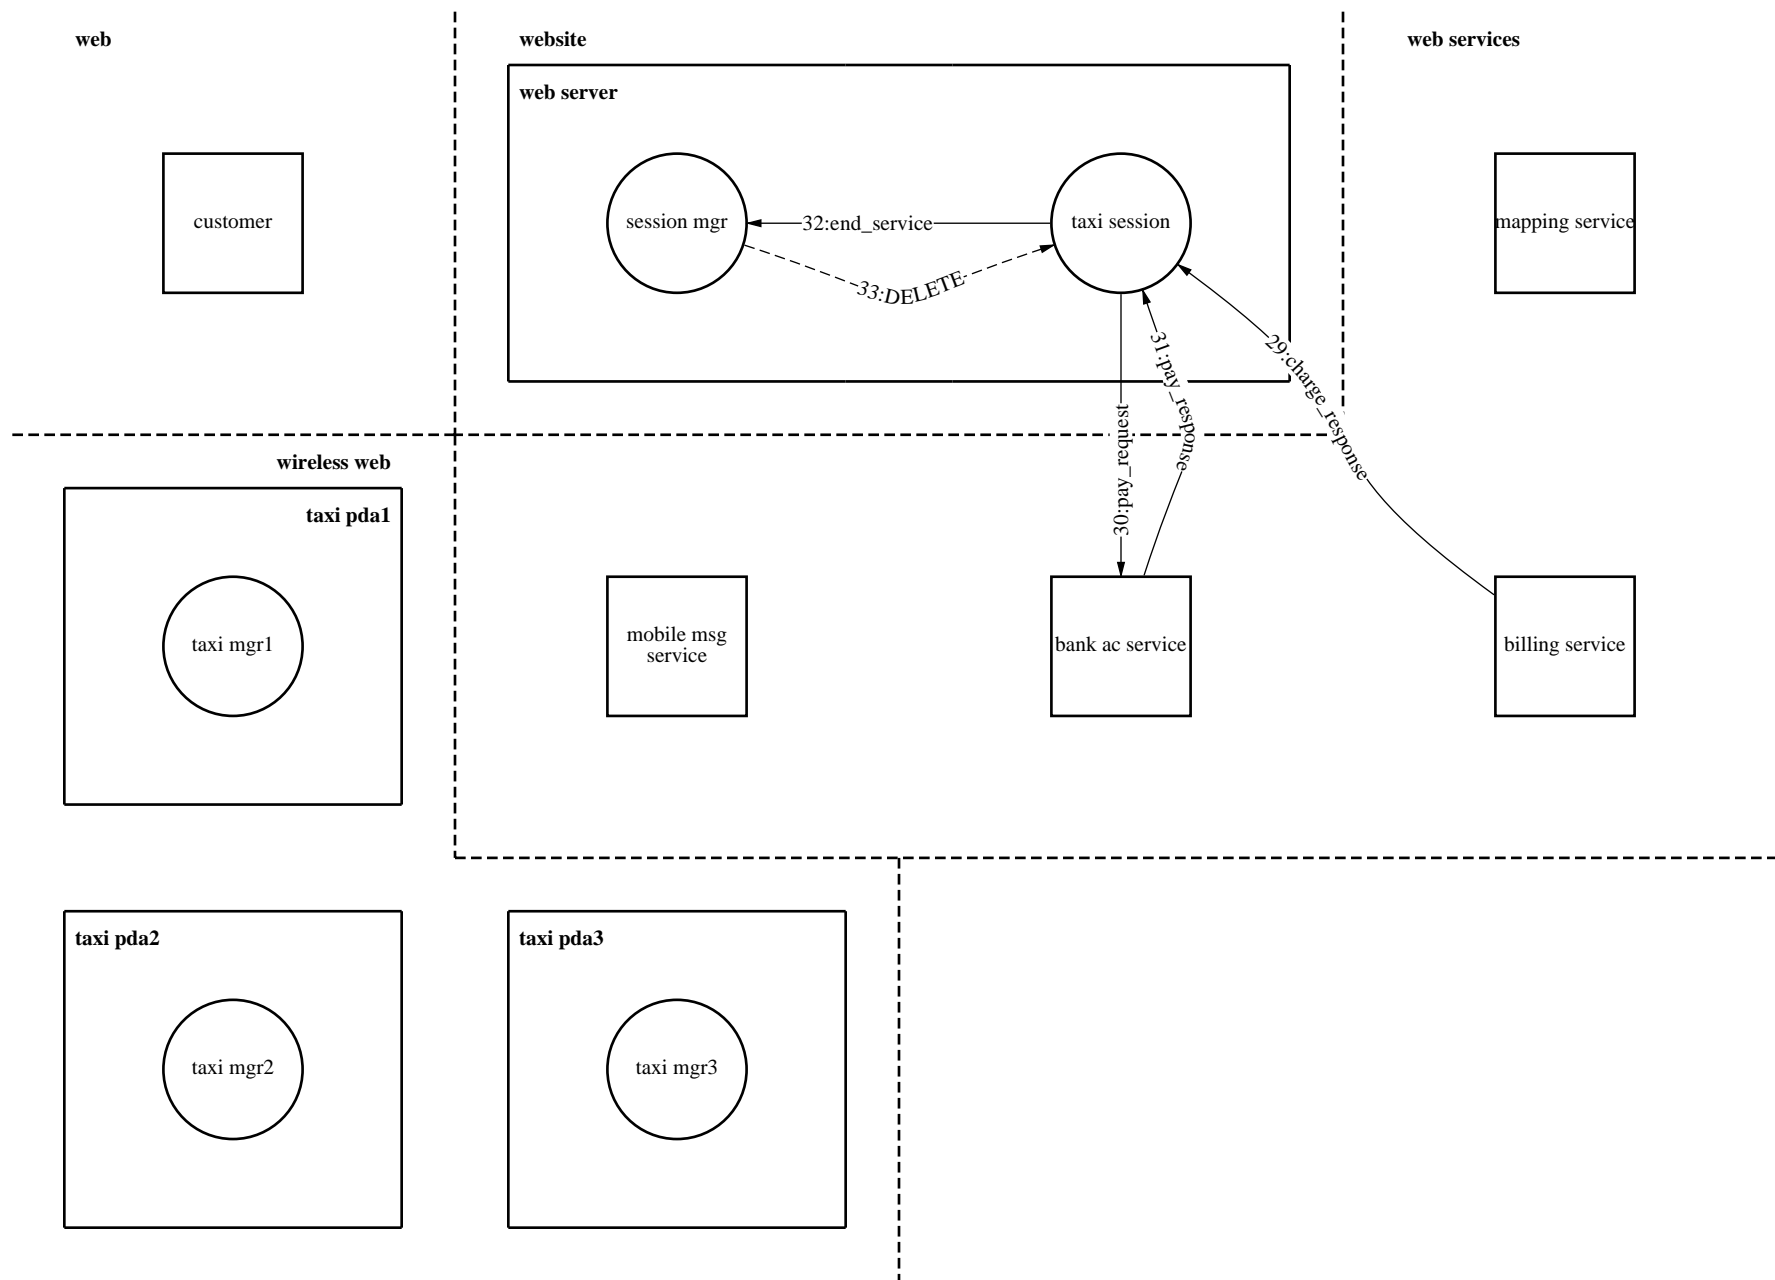 web
website
web services
web server
customer
session mgr
32:end_service
taxi session
mapping service
33:DELETE
31:pay_response
29:charge_response
30:pay_request
wireless web
taxi pda1
taxi mgr1
mobile msg
service
bank ac service
billing service
taxi pda2
taxi pda3
taxi mgr2
taxi mgr3